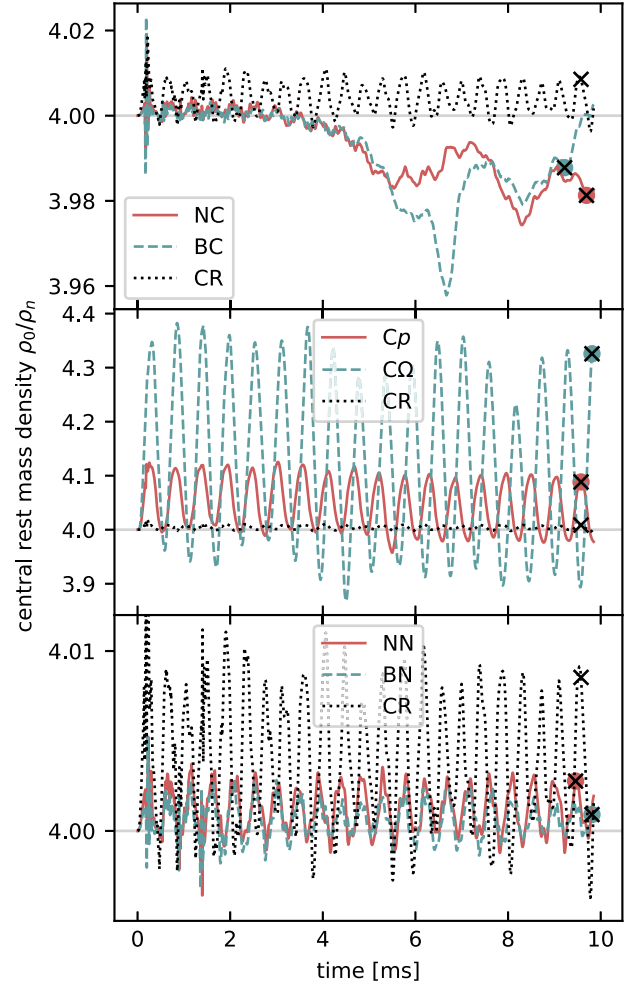 4.02
4.00
3.98
3.96
NC
BC
CR
4.4
4.3
4.2
4.1
4.0
3.9
Cp
CΩ
CR
central rest mass density ρ₀/ρₙ
4.01
4.00
NN
BN
CR
0 2 4 6 8 10
time [ms]